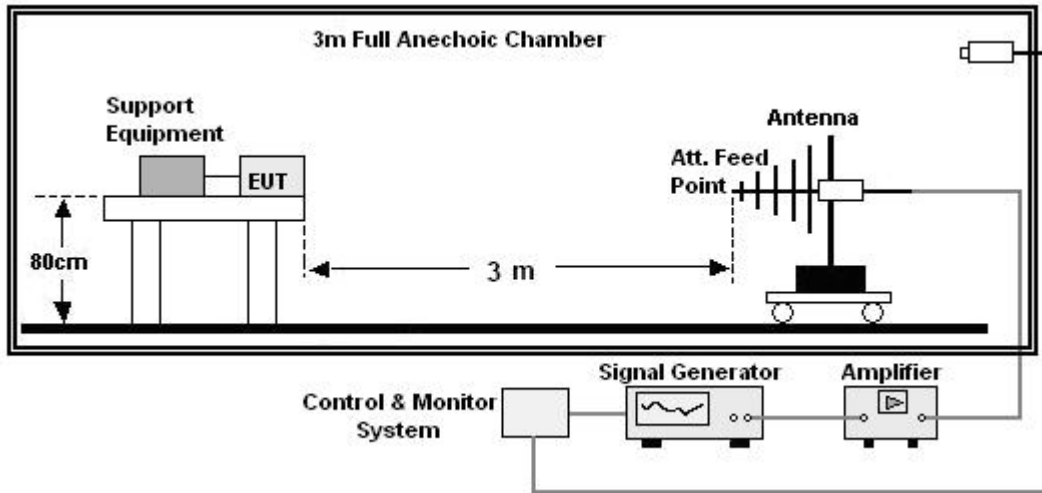 3m Full Anechoic Chamber
Support
Equipment
EUT
Antenna
Att. Feed
Point
80cm
3 m
Signal Generator
Amplifier
Control & Monitor
System